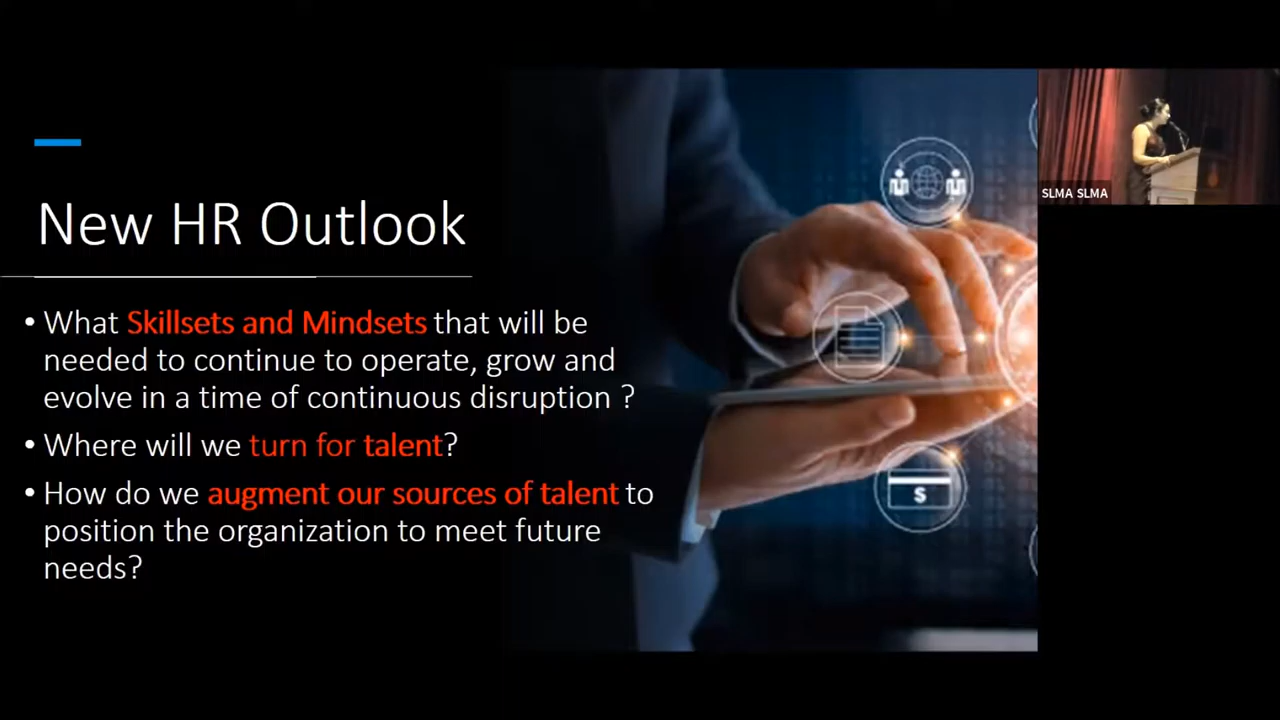 New HR Outlook
• What Skillsets and Mindsets that will be
needed to continue to operate, grow and
evolve in a time of continuous disruption ?
• Where will we turn for talent?
• How do we augment our sources of talent to
position the organization to meet future
needs?
$
SLMA SLMA